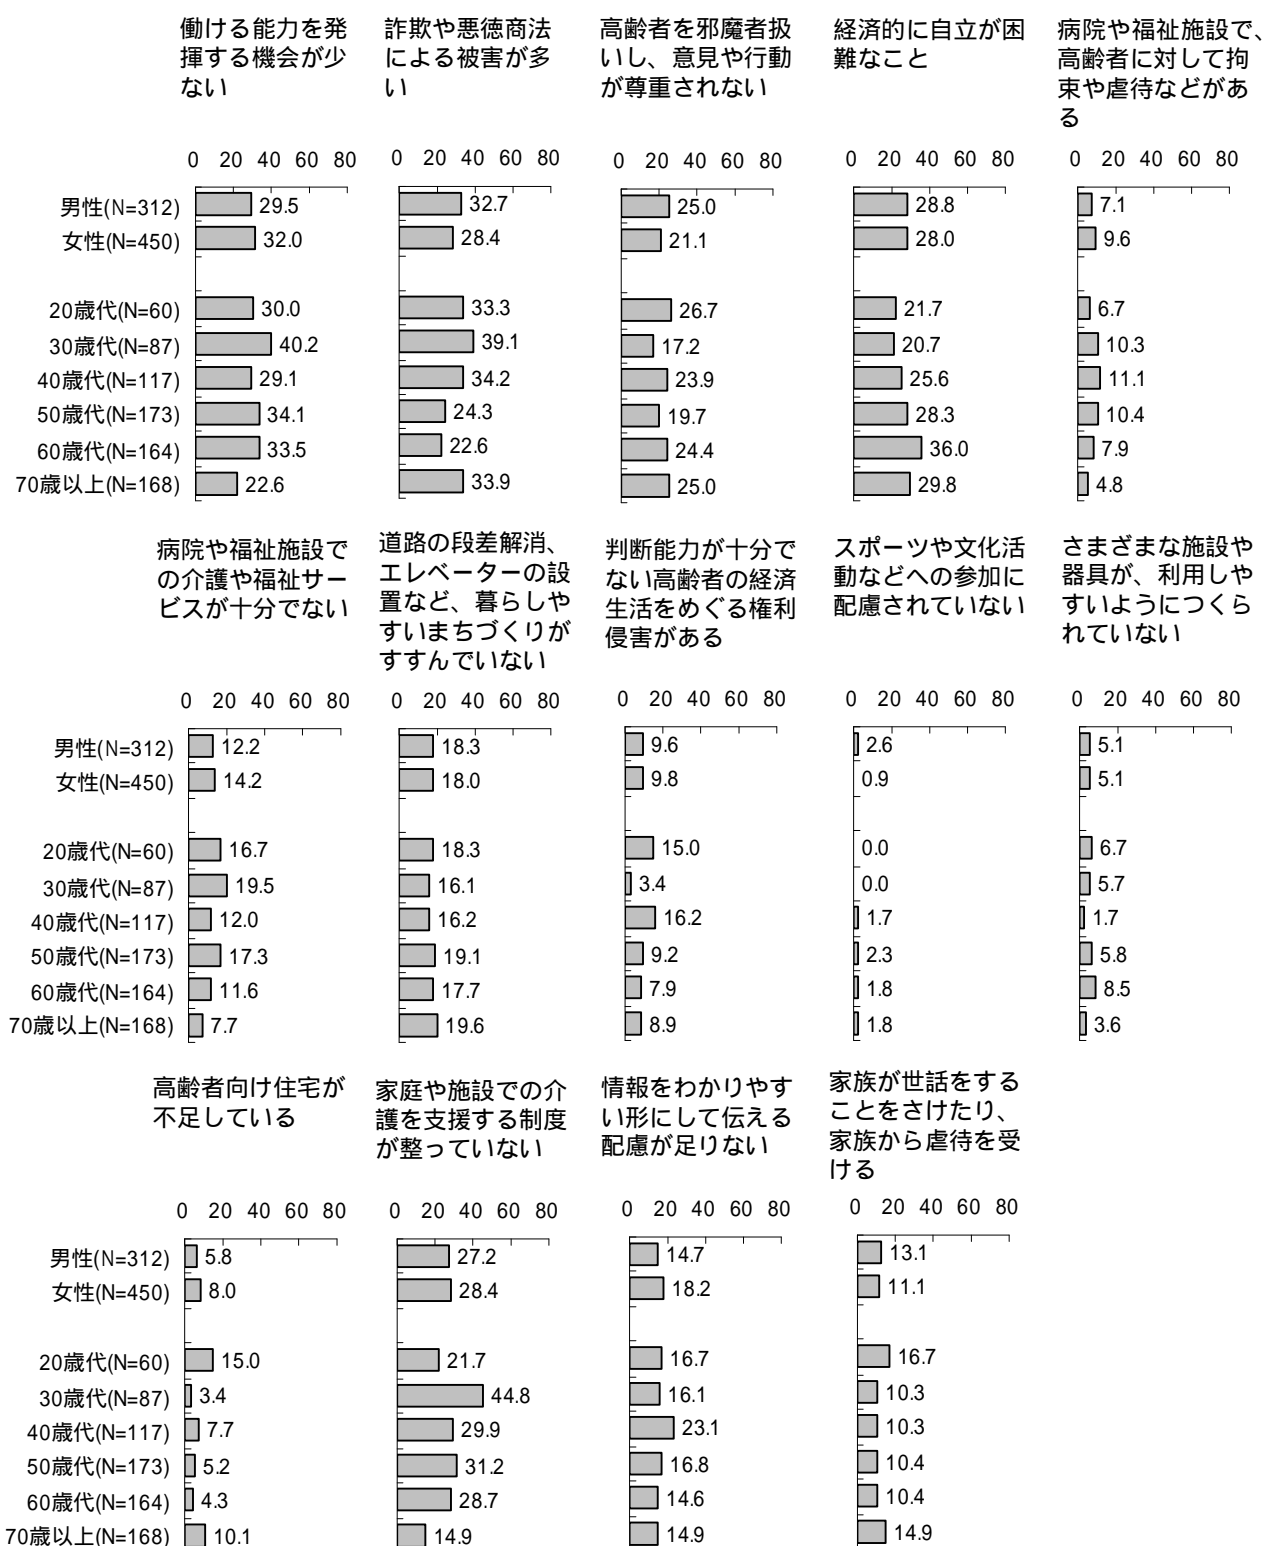 働ける能力を発
揮する機会が少
ない
詐欺や悪徳商法
による被害が多
い
高齢者を邪魔者扱
いし、意見や行動
が尊重されない
経済的に自立が困
難なこと
病院や福祉施設で、
高齢者に対して拘
束や虐待などがあ
る
0 20 40 60 80 0 20 40 60 80 0 20 40 60 80 0 20 40 60 80 0 20 40 60 80
男性(N=312) 29.5 32.7 25.0 28.8 7.1
女性(N=450) 32.0 28.4 21.1 28.0 9.6
20歳代(N=60) 30.0 33.3 26.7 21.7 6.7
30歳代(N=87) 40.2 39.1 17.2 20.7 10.3
40歳代(N=117) 29.1 34.2 23.9 25.6 11.1
50歳代(N=173) 34.1 24.3 19.7 28.3 10.4
60歳代(N=164) 33.5 22.6 24.4 36.0 7.9
70歳以上(N=168) 22.6 33.9 25.0 29.8 4.8
病院や福祉施設で
の介護や福祉サー
ビスが十分でない
道路の段差解消、
エレベーターの設
置など、暮らしや
すいまちづくりが
すすんでいない
判断能力が十分で
ない高齢者の経済
生活をめぐる権利
侵害がある
スポーツや文化活
動などへの参加に
配慮されていない
さまざまな施設や
器具が、利用しや
すいようにつくら
れていない
0 20 40 60 80 0 20 40 60 80 0 20 40 60 80 0 20 40 60 80 0 20 40 60 80
男性(N=312) 12.2 18.3 9.6 2.6 5.1
女性(N=450) 14.2 18.0 9.8 0.9 5.1
20歳代(N=60) 16.7 18.3 15.0 0.0 6.7
30歳代(N=87) 19.5 16.1 3.4 0.0 5.7
40歳代(N=117) 12.0 16.2 16.2 1.7 1.7
50歳代(N=173) 17.3 19.1 9.2 2.3 5.8
60歳代(N=164) 11.6 17.7 7.9 1.8 8.5
70歳以上(N=168) 7.7 19.6 8.9 1.8 3.6
高齢者向け住宅が
不足している
家庭や施設での介
護を支援する制度
が整っていない
情報をわかりやす
い形にして伝える
配慮が足りない
家族が世話をする
ことをさけたり、
家族から虐待を受
ける
0 20 40 60 80 0 20 40 60 80 0 20 40 60 80 0 20 40 60 80
男性(N=312) 5.8 27.2 14.7 13.1
女性(N=450) 8.0 28.4 18.2 11.1
20歳代(N=60) 15.0 21.7 16.7 16.7
30歳代(N=87) 3.4 44.8 16.1 10.3
40歳代(N=117) 7.7 29.9 23.1 10.3
50歳代(N=173) 5.2 31.2 16.8 10.4
60歳代(N=164) 4.3 28.7 14.6 10.4
70歳以上(N=168) 10.1 14.9 14.9 14.9